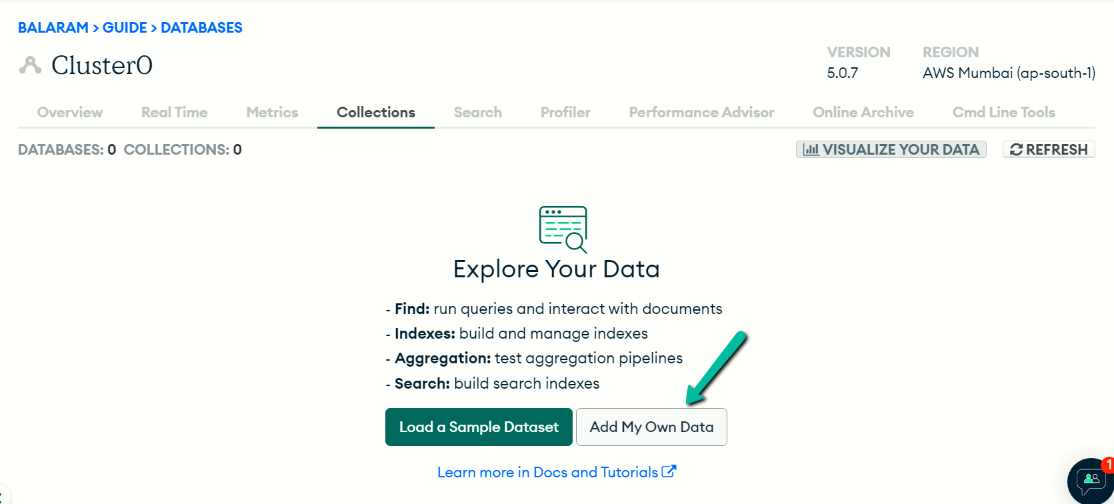 BALARAM > GUIDE > DATABASES
Cluster0
VERSION
5.0.7
REGION
AWS Mumbai (ap-south-1)
Overview Real Time Metrics Collections Search Profiler Performance Advisor Online Archive Cmd Line Tools
DATABASES: 0 COLLECTIONS: 0
VISUALIZE YOUR DATA
REFRESH
Explore Your Data
- Find: run queries and interact with documents
- Indexes: build and manage indexes
- Aggregation: test aggregation pipelines
- Search: build search indexes
Load a Sample Dataset
Add My Own Data
Learn more in Docs and Tutorials
1